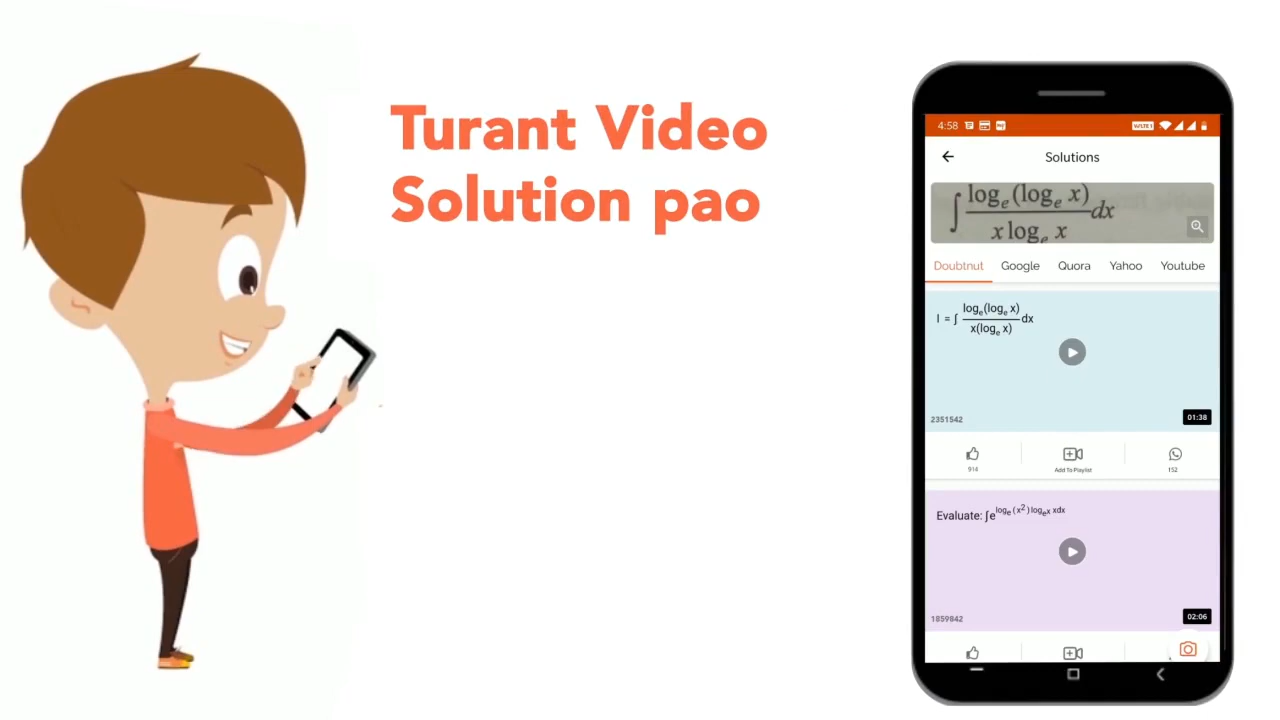 Turant Video
Solution pao
4:58
Solutions
∫ logₑ(logₑ x) / x logₑ x dx
Doubtnut Google Quora Yahoo Youtube
I = ∫ logₑ(logₑ x) / x(logₑ x) dx
2351542 01:38
914 Add To Playlist 152
Evaluate: ∫e^logₑ(x²)logₑx xdx
1859842 02:06